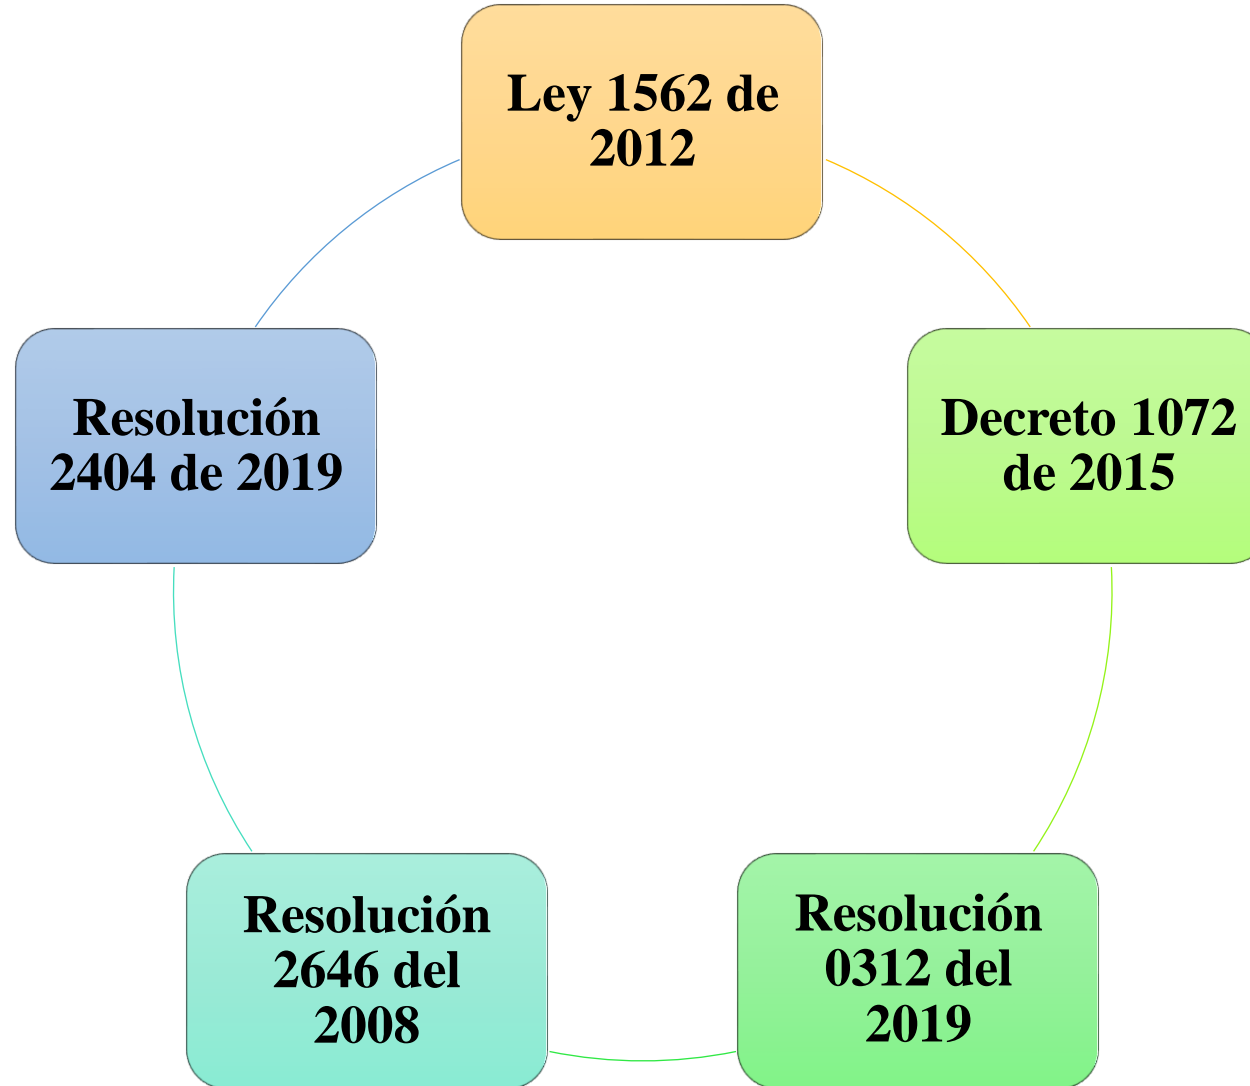 Ley 1562 de
2012
Decreto 1072
de 2015
Resolución
0312 del
2019
Resolución
2646 del
2008
Resolución
2404 de 2019